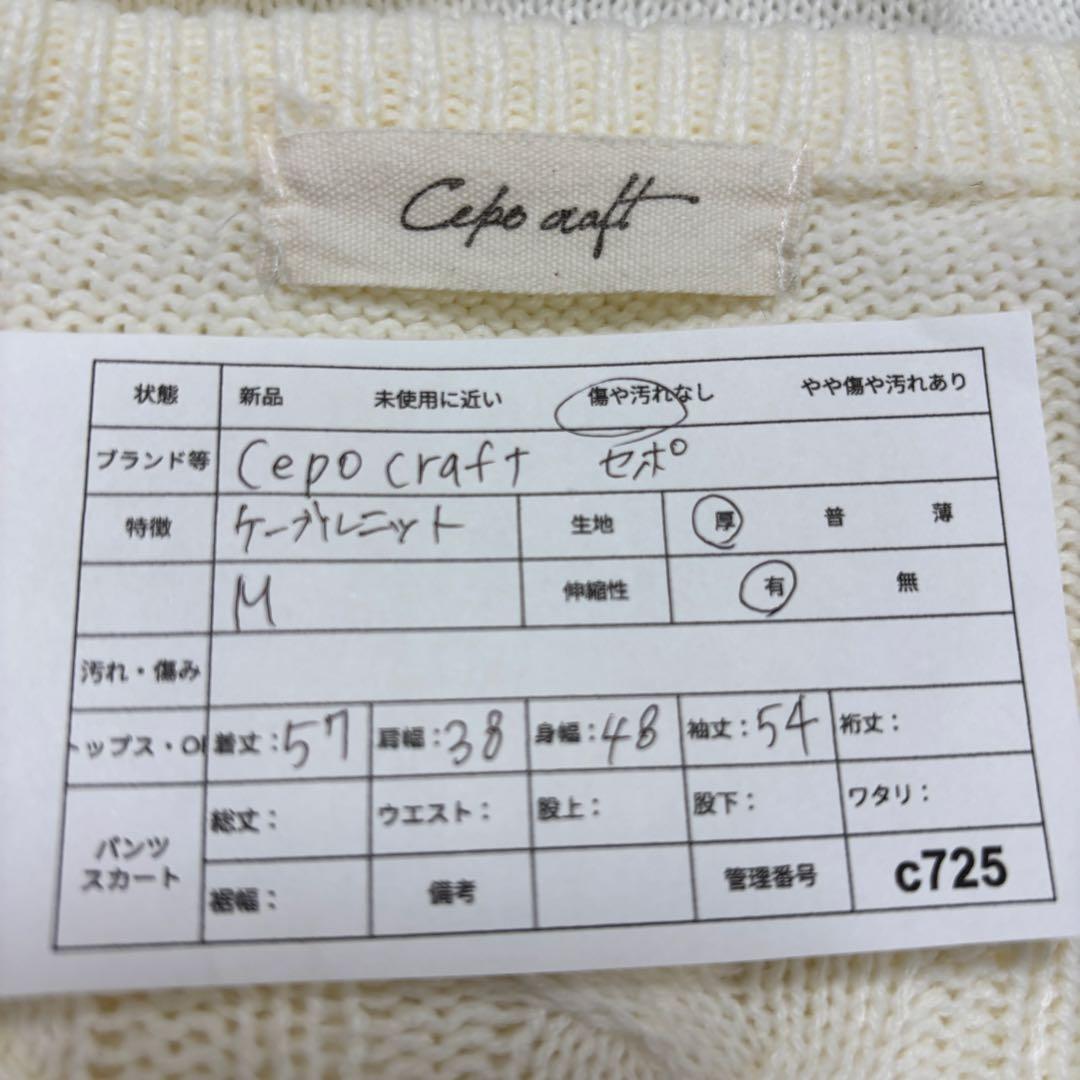 Cepo craft
状態 新品 未使用に近い 傷や汚れなし やや傷や汚れあり
ブランド等 Cepo craft セポ
特徴 ケーブルニット 生地 厚 普 薄
M 伸縮性 有 無
汚れ・傷み
トップス・OP 着丈:57 肩幅:38 身幅:48 袖丈:54 裄丈:
パンツ スカート 総丈: ウエスト: 股上: 股下: ワタリ:
裾幅: 備考 管理番号 c725